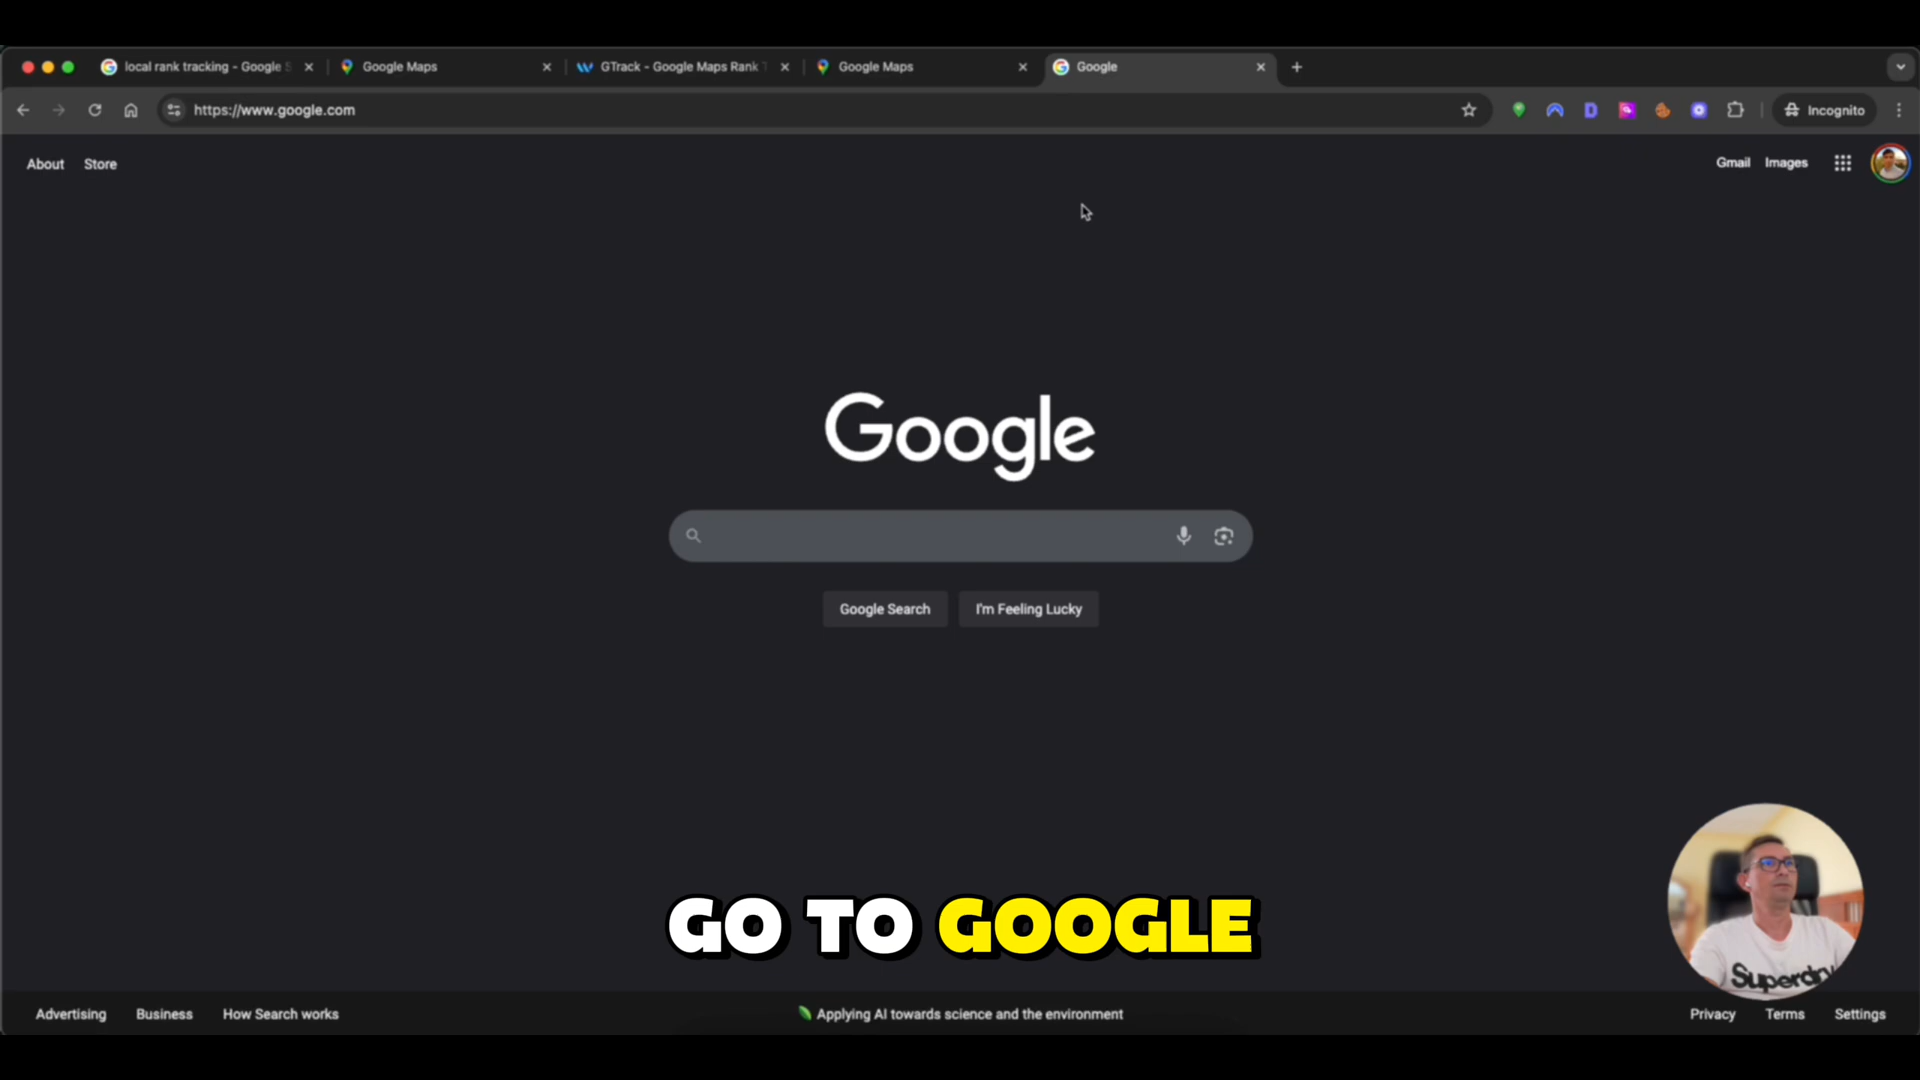 local rank tracking - Google S
Google Maps
GTrack - Google Maps Rank T
Google Maps
Google
https://www.google.com
Incognito
About
Store
Gmail
Images
Google
Google Search
I'm Feeling Lucky
Superdry
GO TO GOOGLE
Advertising
Business
How Search works
Applying AI towards science and the environment
Privacy
Terms
Settings